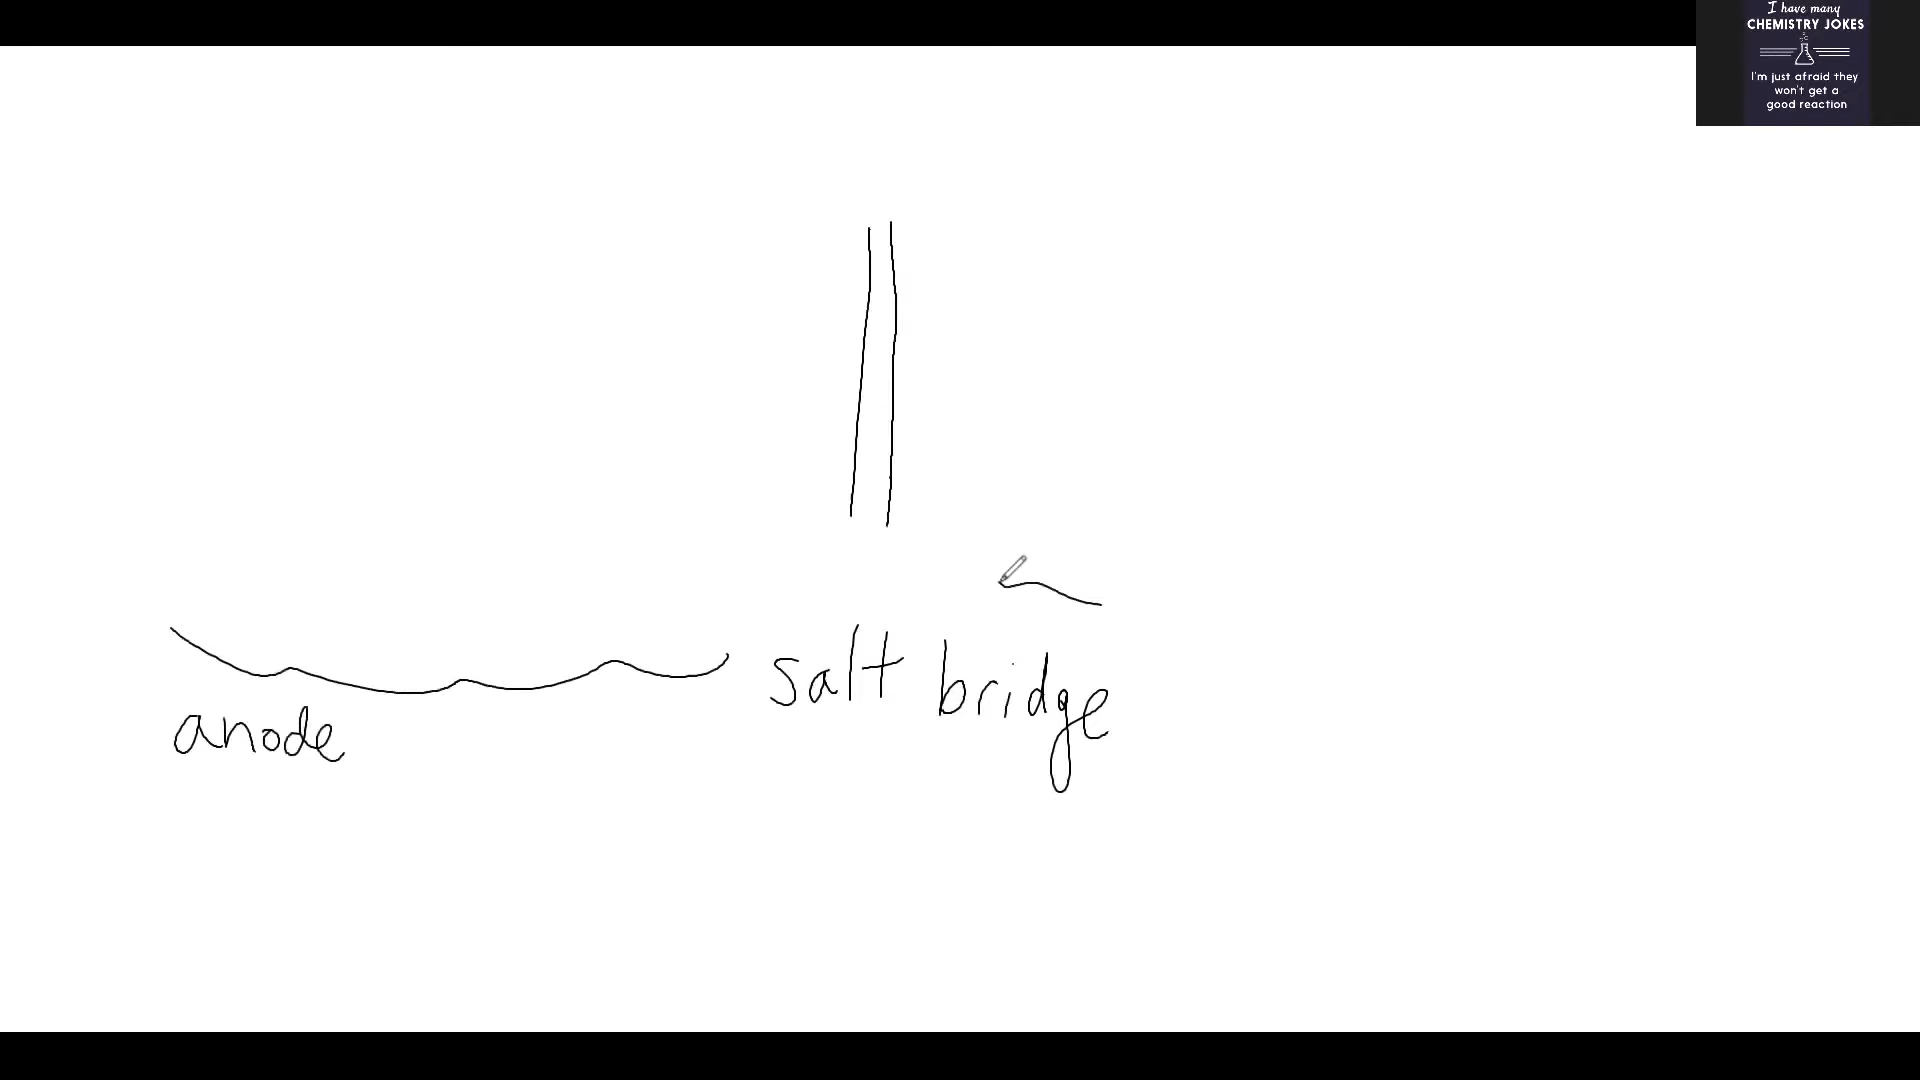 I have many
CHEMISTRY JOKES
I'm just afraid they
won't get a
good reaction
salt bridge
anode